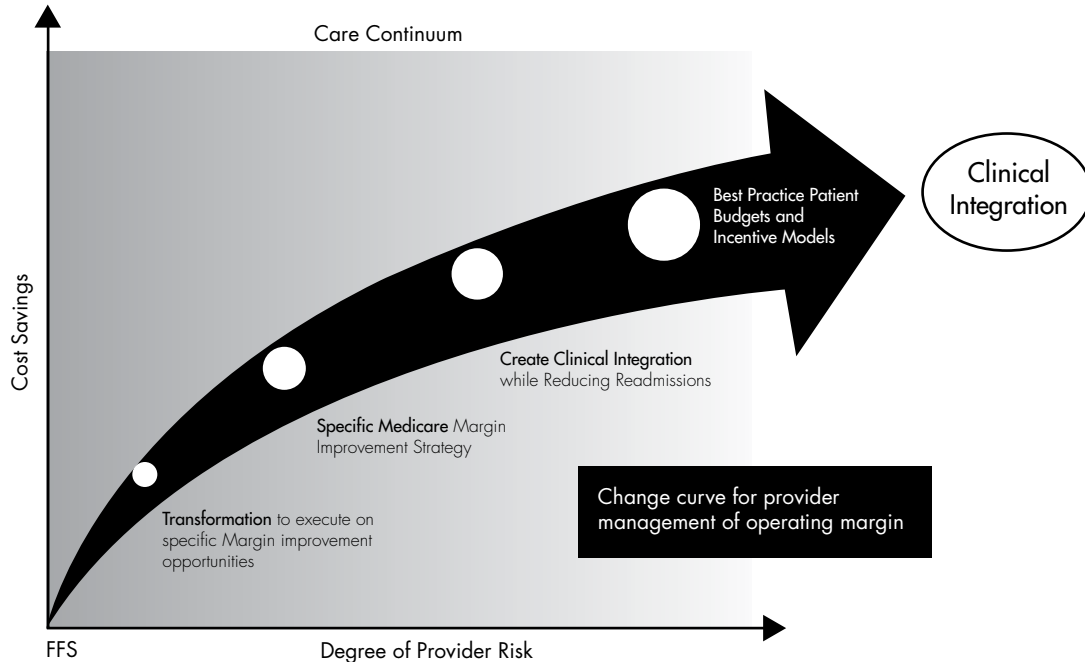 Care Continuum
Clinical
Integration
Best Practice Patient
Budgets and
Incentive Models
Cost Savings
Create Clinical Integration
while Reducing Readmissions
Specific Medicare Margin
Improvement Strategy
Change curve for provider
management of operating margin
Transformation to execute on
specific Margin improvement
opportunities
FFS
Degree of Provider Risk